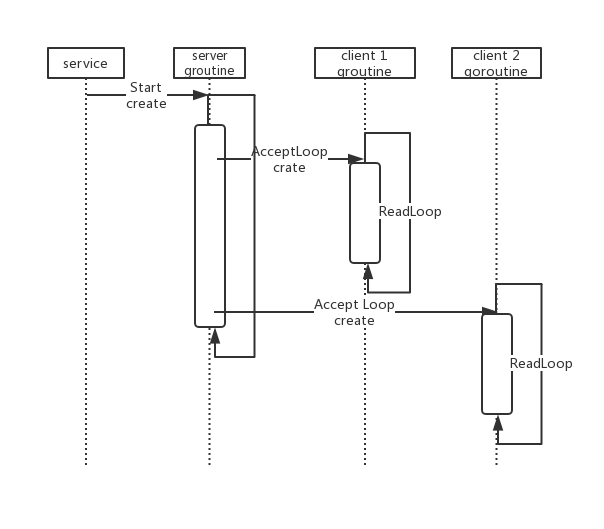 service
server
groutine
client 1
groutine
client 2
goroutine
Start
create
AcceptLoop
crate
ReadLoop
Accept Loop
create
ReadLoop